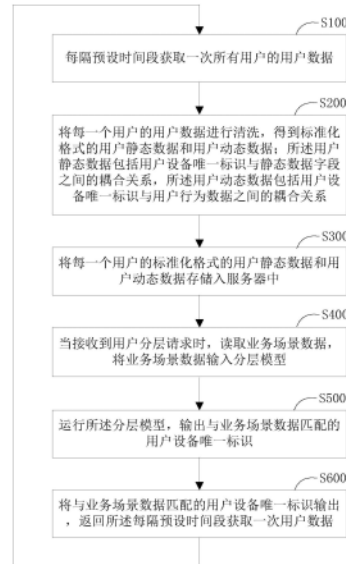 S100
每隔预设时间段获取一次所有用户的用户数据
S200
将每一个用户的用户数据进行清洗，得到标准化
格式的用户静态数据和用户动态数据；所述用户
静态数据包括用户设备唯一标识与静态数据字段
之间的耦合关系，所述用户动态数据包括用户设
备唯一标识与用户行为数据之间的耦合关系
S300
将每一个用户的标准化格式的用户静态数据和用
户动态数据存储入服务器中
S400
当接收到用户分层请求时，读取业务场景数据，
将业务场景数据输入分层模型
S500
运行所述分层模型，输出与业务场景数据匹配的
用户设备唯一标识
S600
将与业务场景数据匹配的用户设备唯一标识输出
，返回所述每隔预设时间段获取一次用户数据